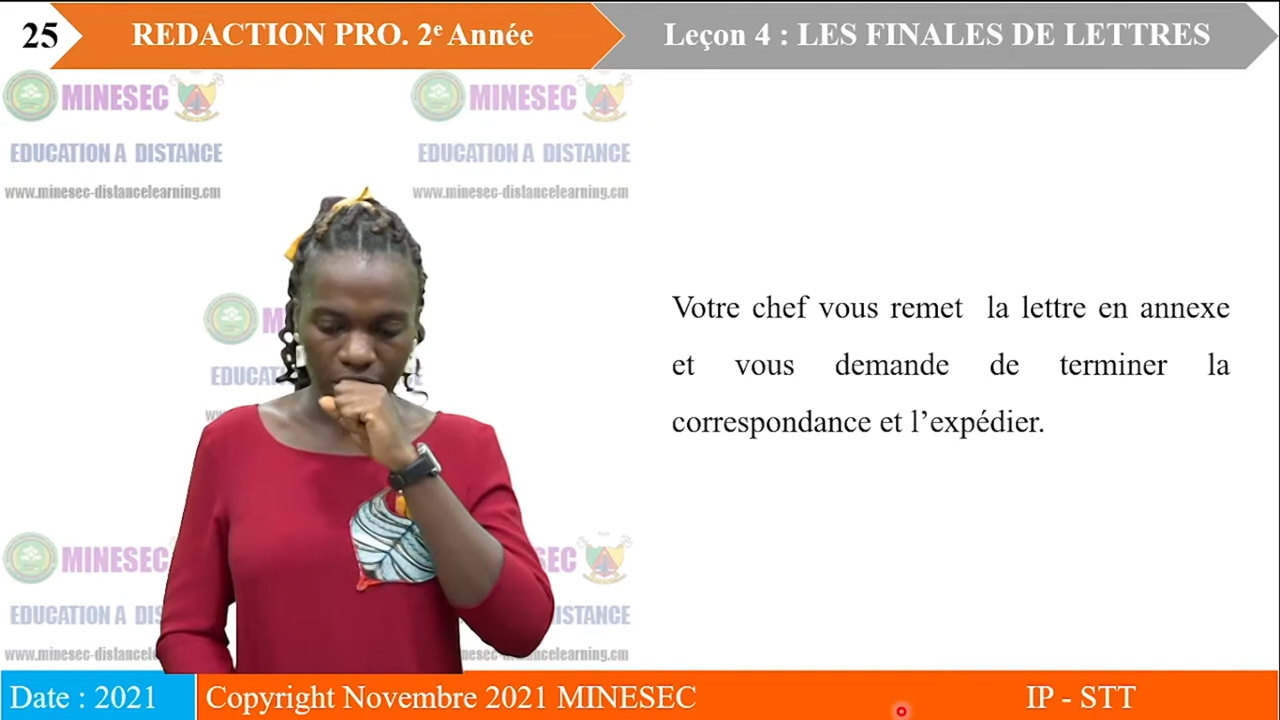 25
REDACTION PRO. 2e Année
Leçon 4 : LES FINALES DE LETTRES
MINESEC
MINESEC
EDUCATION A DISTANCE
EDUCATION A DISTANCE
www.minesec-distancelearning.cm
www.minesec-distancelearning.cm
Votre chef vous remet la lettre en annexe
et vous demande de terminer la
correspondance et l’expédier.
MINESEC
EDUCATION A DIS
ISTANCE
www.minesec-distancel
necelearning.cm
Date : 2021
Copyright Novembre 2021 MINESEC
IP - STT